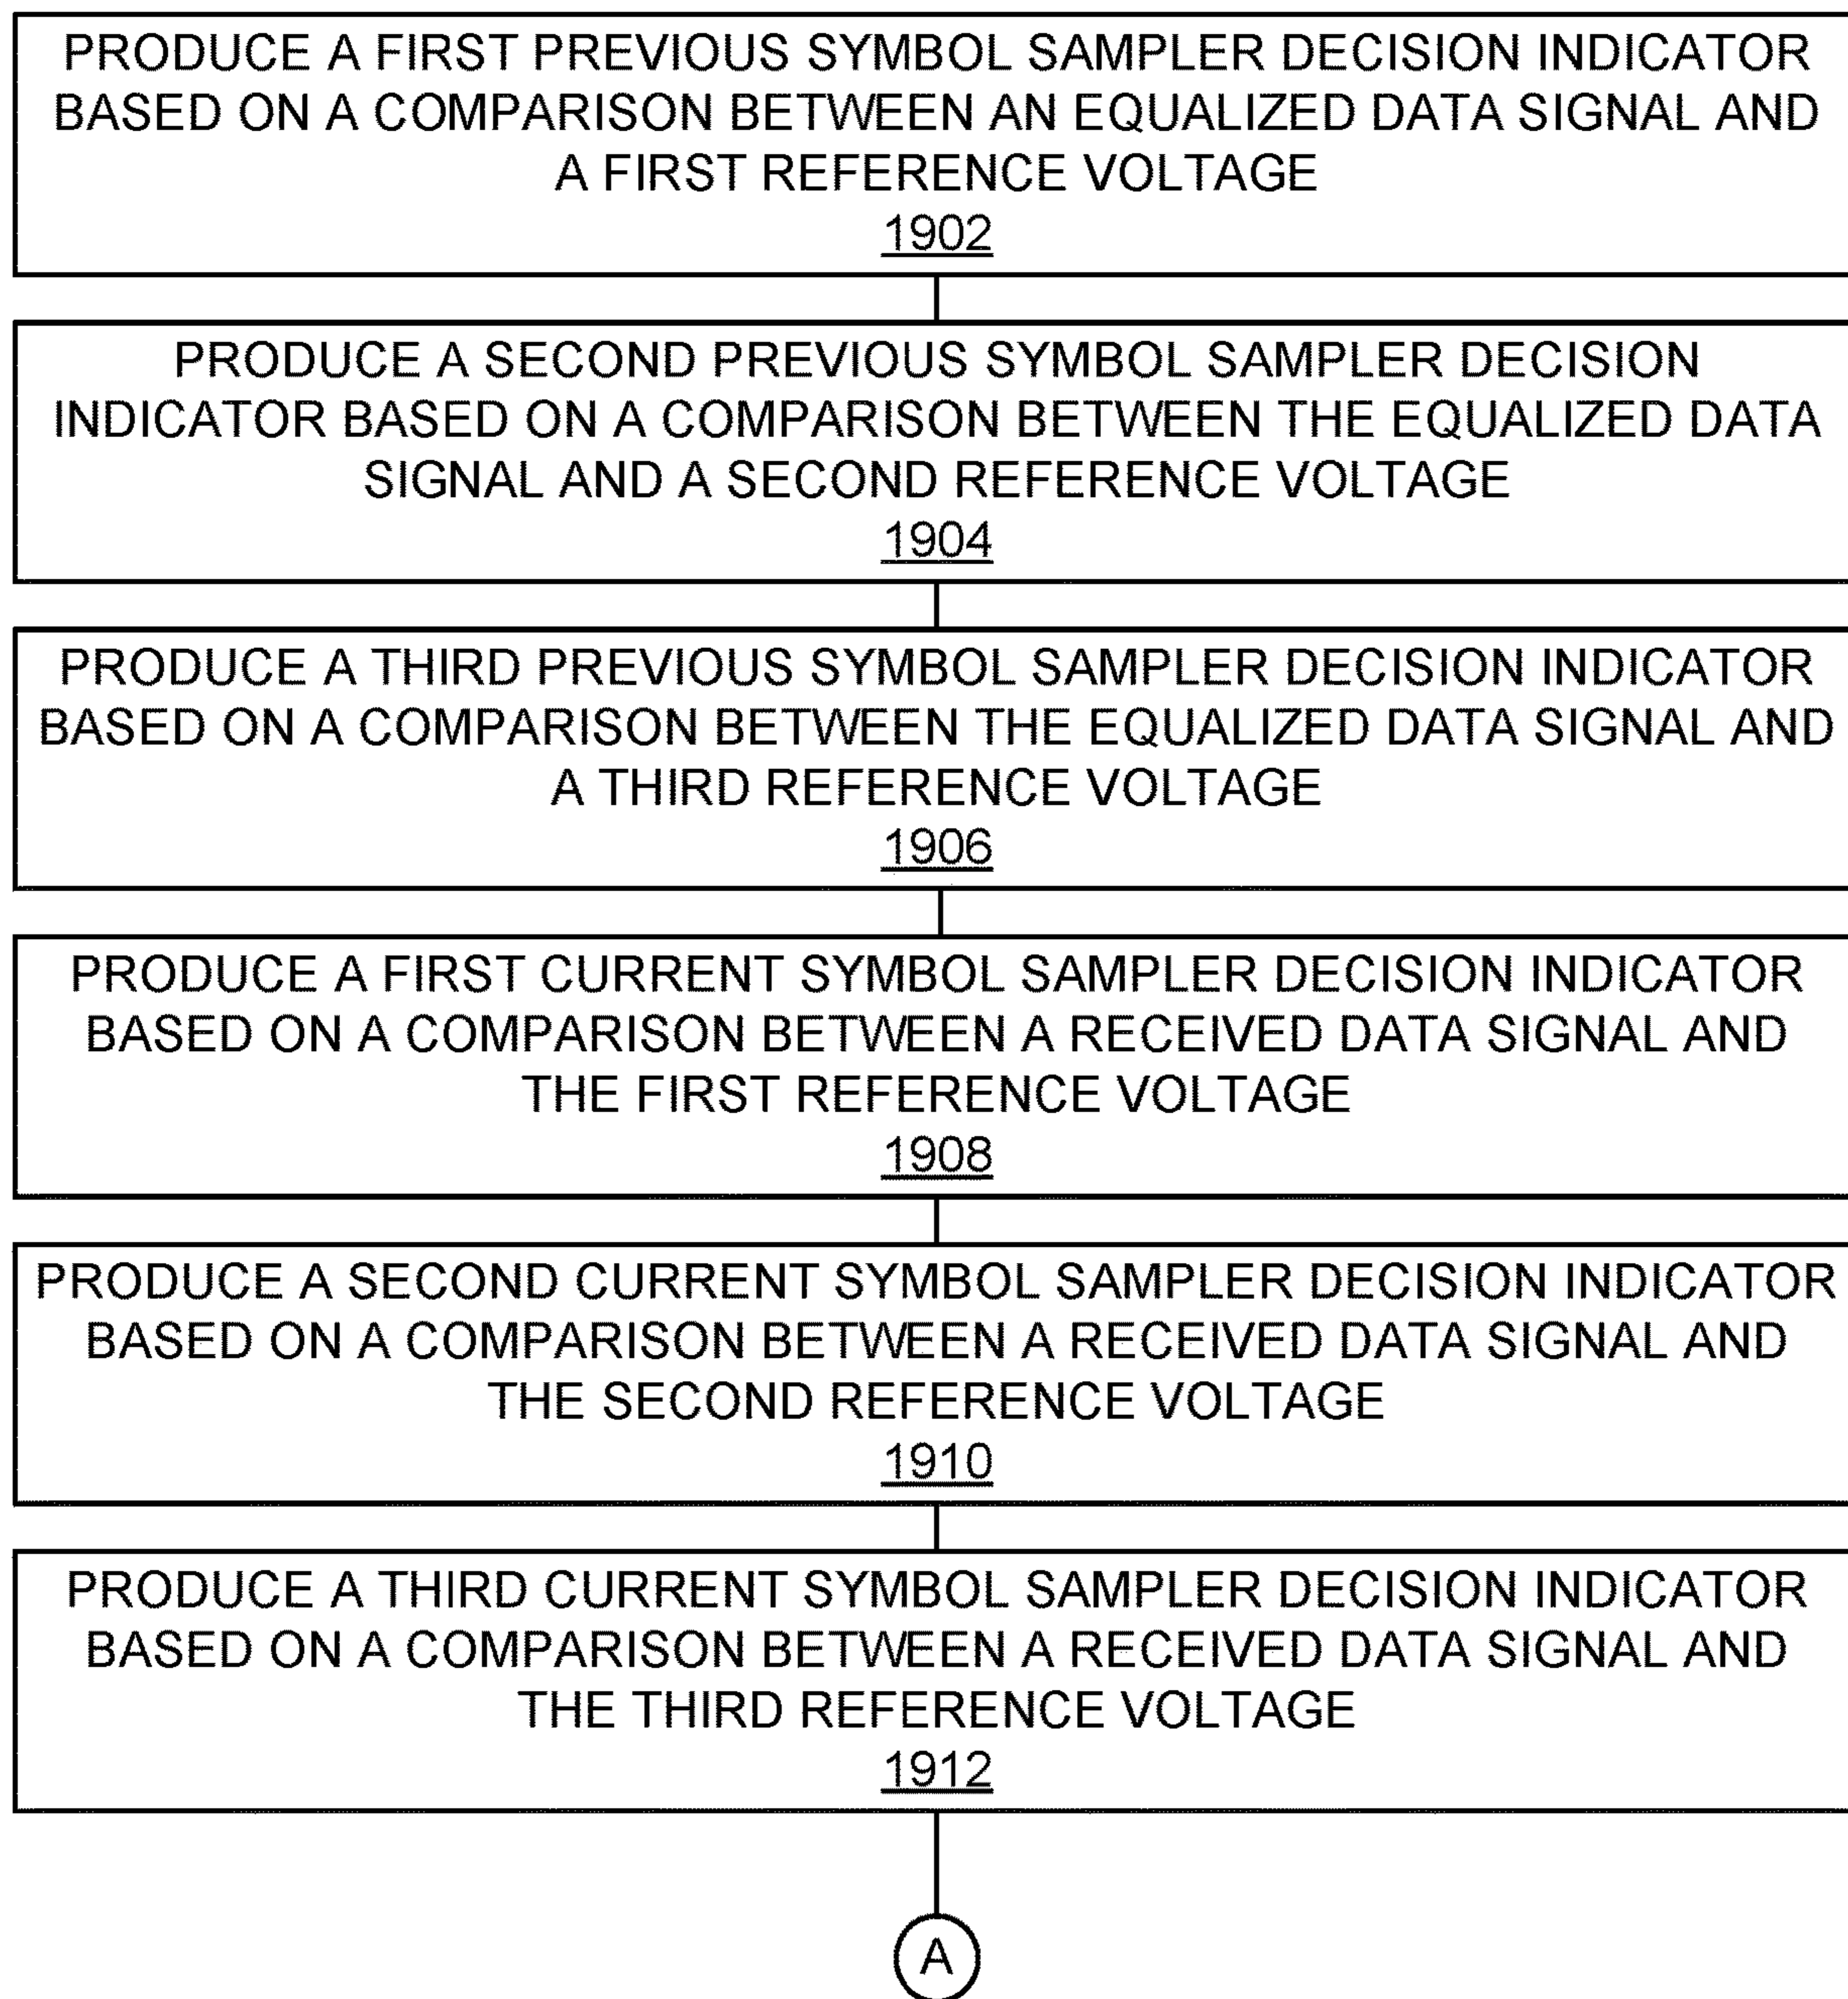 PRODUCE A FIRST PREVIOUS SYMBOL SAMPLER DECISION INDICATOR
BASED ON A COMPARISON BETWEEN AN EQUALIZED DATA SIGNAL AND
A FIRST REFERENCE VOLTAGE
1902
PRODUCE A SECOND PREVIOUS SYMBOL SAMPLER DECISION
INDICATOR BASED ON A COMPARISON BETWEEN THE EQUALIZED DATA
SIGNAL AND A SECOND REFERENCE VOLTAGE
1904
PRODUCE A THIRD PREVIOUS SYMBOL SAMPLER DECISION INDICATOR
BASED ON A COMPARISON BETWEEN THE EQUALIZED DATA SIGNAL AND
A THIRD REFERENCE VOLTAGE
1906
PRODUCE A FIRST CURRENT SYMBOL SAMPLER DECISION INDICATOR
BASED ON A COMPARISON BETWEEN A RECEIVED DATA SIGNAL AND
THE FIRST REFERENCE VOLTAGE
1908
PRODUCE A SECOND CURRENT SYMBOL SAMPLER DECISION INDICATOR
BASED ON A COMPARISON BETWEEN A RECEIVED DATA SIGNAL AND
THE SECOND REFERENCE VOLTAGE
1910
PRODUCE A THIRD CURRENT SYMBOL SAMPLER DECISION INDICATOR
BASED ON A COMPARISON BETWEEN A RECEIVED DATA SIGNAL AND
THE THIRD REFERENCE VOLTAGE
1912
A